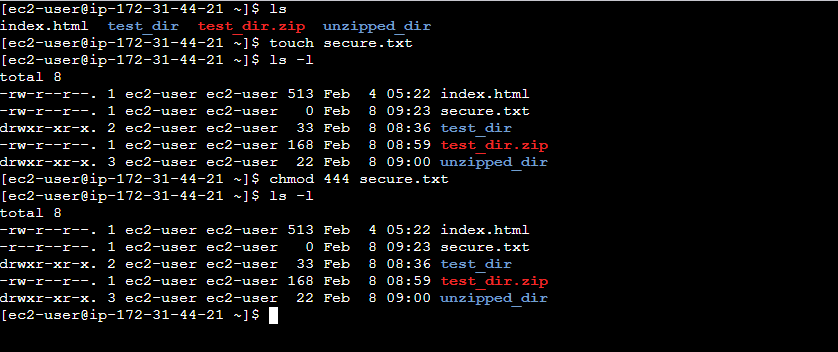 [ec2-user@ip-172-31-44-21 ~]$ ls
index.html  test_dir  test_dir.zip  unzipped_dir
[ec2-user@ip-172-31-44-21 ~]$ touch secure.txt
[ec2-user@ip-172-31-44-21 ~]$ ls -l
total 8
-rw-r--r--. 1 ec2-user ec2-user 513 Feb  4 05:22 index.html
-rw-r--r--. 1 ec2-user ec2-user   0 Feb  8 09:23 secure.txt
drwxr-xr-x. 2 ec2-user ec2-user  33 Feb  8 08:36 test_dir
-rw-r--r--. 1 ec2-user ec2-user 168 Feb  8 08:59 test_dir.zip
drwxr-xr-x. 3 ec2-user ec2-user  22 Feb  8 09:00 unzipped_dir
[ec2-user@ip-172-31-44-21 ~]$ chmod 444 secure.txt
[ec2-user@ip-172-31-44-21 ~]$ ls -l
total 8
-rw-r--r--. 1 ec2-user ec2-user 513 Feb  4 05:22 index.html
-r--r--r--. 1 ec2-user ec2-user   0 Feb  8 09:23 secure.txt
drwxr-xr-x. 2 ec2-user ec2-user  33 Feb  8 08:36 test_dir
-rw-r--r--. 1 ec2-user ec2-user 168 Feb  8 08:59 test_dir.zip
drwxr-xr-x. 3 ec2-user ec2-user  22 Feb  8 09:00 unzipped_dir
[ec2-user@ip-172-31-44-21 ~]$